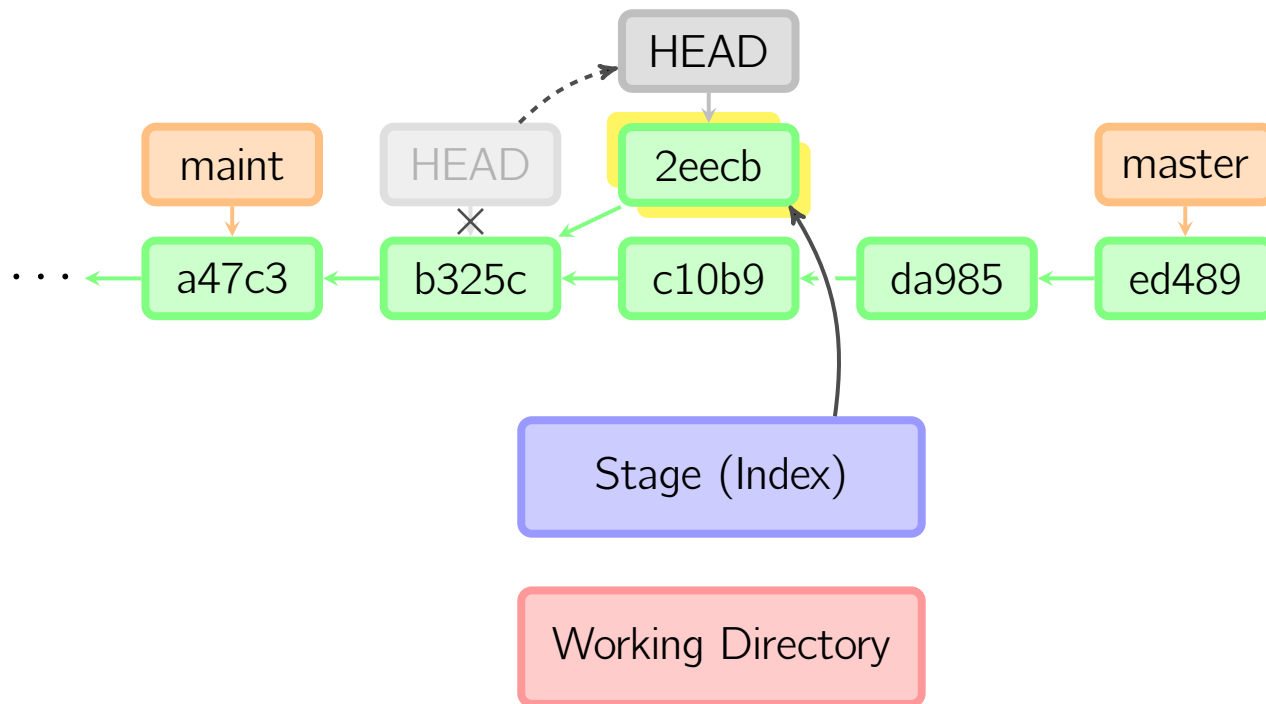 HEAD
maint
HEAD
2eecb
master
... a47c3 b325c c10b9 da985 ed489
Stage (Index)
Working Directory